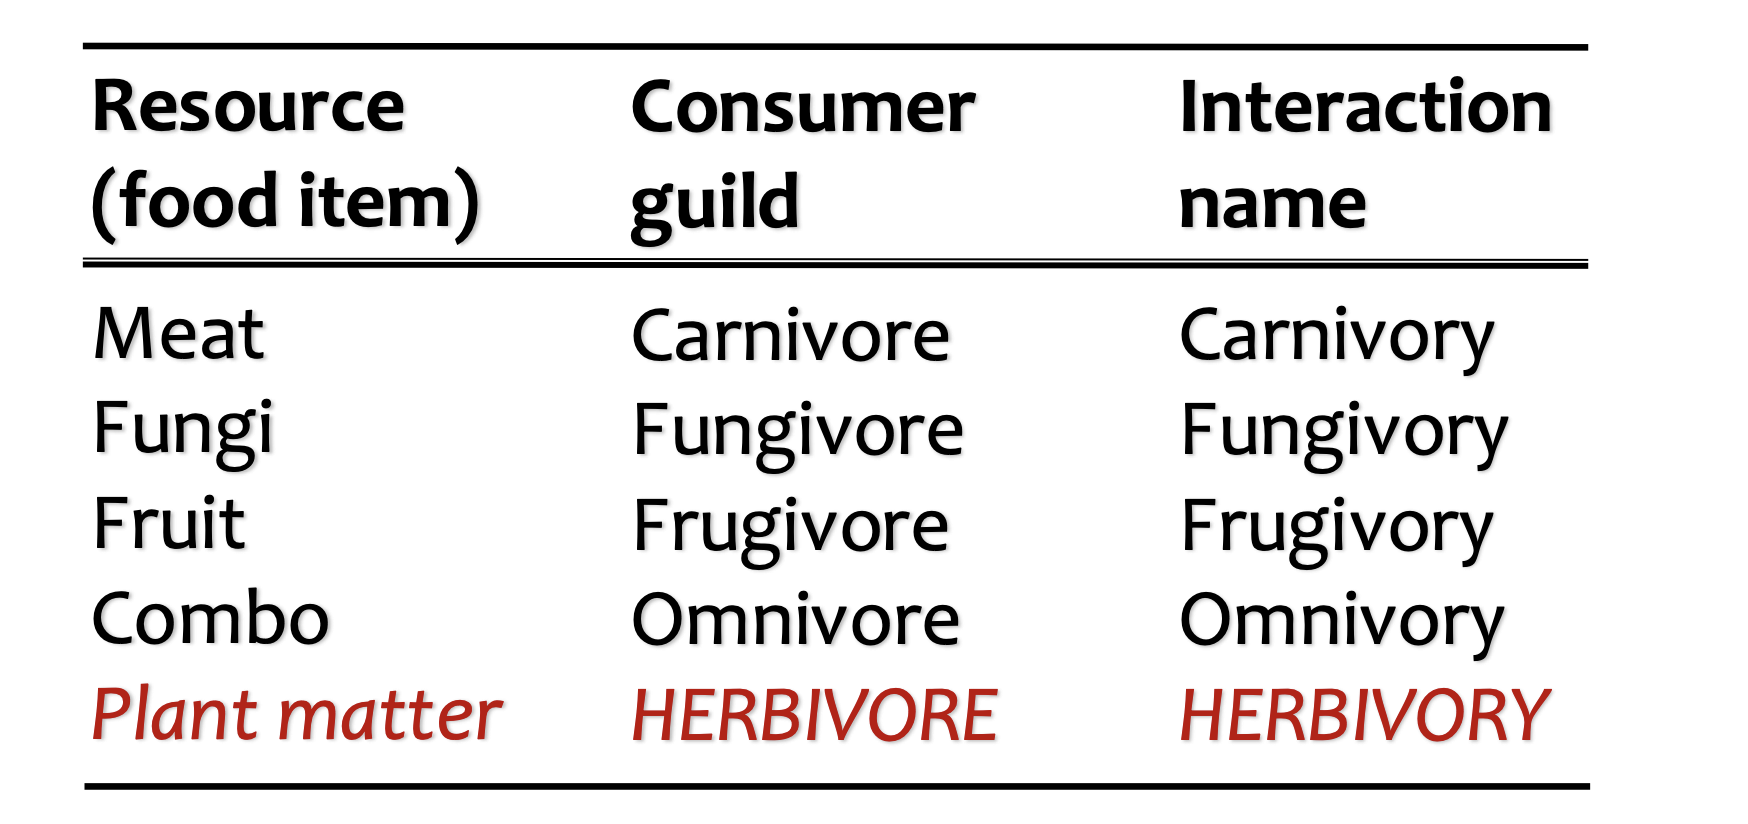 Resource Consumer Interaction
(food item) guild name
Meat Carnivore Carnivory
Fungi Fungivore Fungivory
Fruit Frugivore Frugivory
Combo Omnivore Omnivory
Plant matter HERBIVORE HERBIVORY